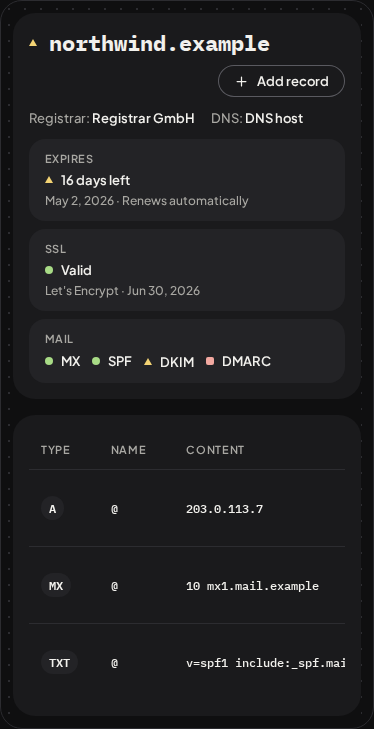 northwind.example
+ Add record
Registrar: Registrar GmbH DNS: DNS host
EXPIRES
16 days left
May 2, 2026 · Renews automatically
SSL
Valid
Let's Encrypt · Jun 30, 2026
MAIL
MX SPF DKIM DMARC
TYPE NAME CONTENT
A @ 203.0.113.7
MX @ 10 mx1.mail.example
TXT @ v=spf1 include:_spf.mai